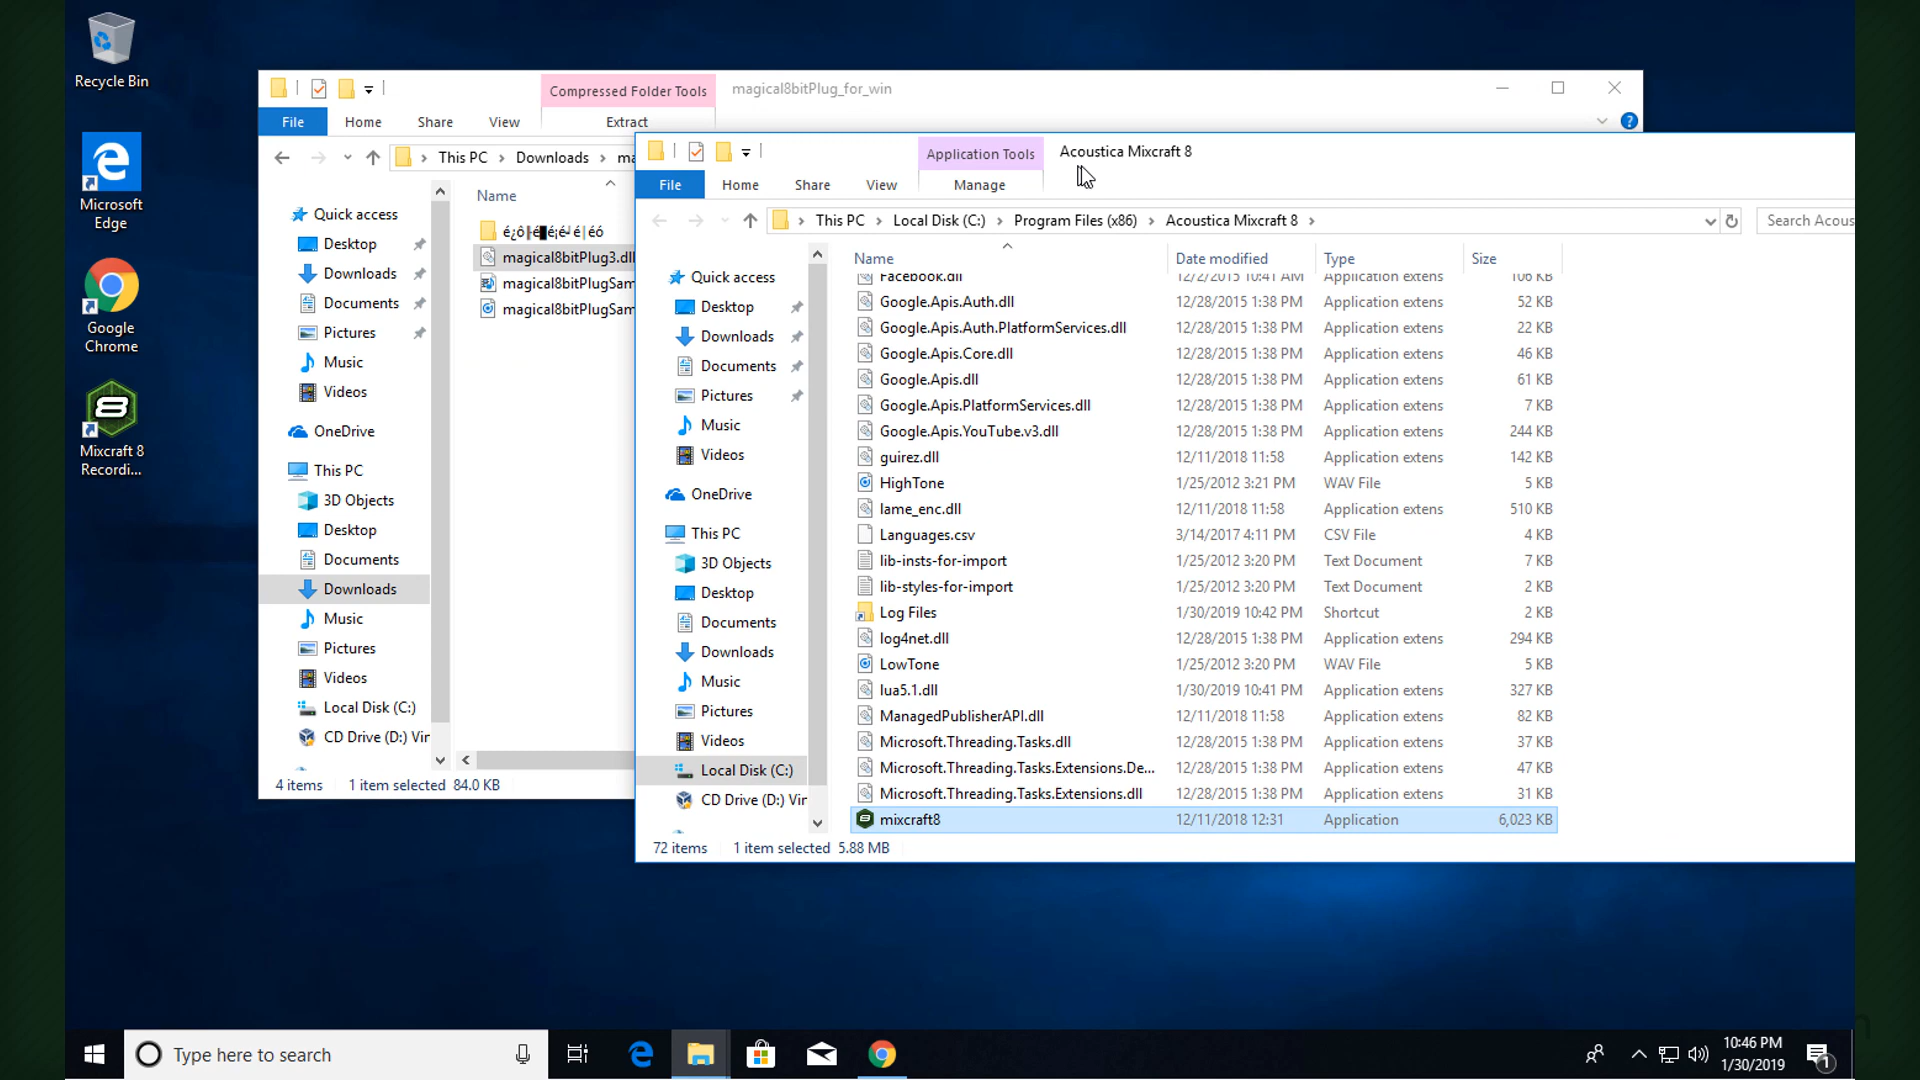 Recycle Bin
Microsoft
Edge
Google
Chrome
Mixcraft 8
Recordi...
Compressed Folder Tools
magical8bitPlug_for_win
File
Home
Share
View
Extract
This PC
Downloads
ma
Name
Quick access
Desktop
Downloads
Documents
Pictures
Music
Videos
OneDrive
This PC
3D Objects
Desktop
Documents
Downloads
Music
Pictures
Videos
Local Disk (C:)
CD Drive (D:) Vir
magical8bitPlug3.dll
magical8bitPlugSam
magical8bitPlugSam
4 items
1 item selected 84.0 KB
Application Tools
Acoustica Mixcraft 8
File
Home
Share
View
Manage
This PC
Local Disk (C:)
Program Files (x86)
Acoustica Mixcraft 8
Search Acous
Quick access
Desktop
Downloads
Documents
Pictures
Music
Videos
OneDrive
This PC
3D Objects
Desktop
Documents
Downloads
Music
Pictures
Videos
Local Disk (C:)
CD Drive (D:) Vir
Name Date modified Type Size
Facebook.dll 12/2/2015 10:41 AM Application extens 106 KB
Google.Apis.Auth.dll 12/28/2015 1:38 PM Application extens 52 KB
Google.Apis.Auth.PlatformServices.dll 12/28/2015 1:38 PM Application extens 22 KB
Google.Apis.Core.dll 12/28/2015 1:38 PM Application extens 46 KB
Google.Apis.dll 12/28/2015 1:38 PM Application extens 61 KB
Google.Apis.PlatformServices.dll 12/28/2015 1:38 PM Application extens 7 KB
Google.Apis.YouTube.v3.dll 12/28/2015 1:38 PM Application extens 244 KB
guirez.dll 12/11/2018 11:58 Application extens 142 KB
HighTone 1/25/2012 3:21 PM WAV File 5 KB
lame_enc.dll 12/11/2018 11:58 Application extens 510 KB
Languages.csv 3/14/2017 4:11 PM CSV File 4 KB
lib-insts-for-import 1/25/2012 3:20 PM Text Document 7 KB
lib-styles-for-import 1/25/2012 3:20 PM Text Document 2 KB
Log Files 1/30/2019 10:42 PM Shortcut 2 KB
log4net.dll 12/28/2015 1:38 PM Application extens 294 KB
LowTone 1/25/2012 3:20 PM WAV File 5 KB
lua5.1.dll 1/30/2019 10:41 PM Application extens 327 KB
ManagedPublisherAPI.dll 12/11/2018 11:58 Application extens 82 KB
Microsoft.Threading.Tasks.dll 12/28/2015 1:38 PM Application extens 37 KB
Microsoft.Threading.Tasks.Extensions.De... 12/28/2015 1:38 PM Application extens 47 KB
Microsoft.Threading.Tasks.Extensions.dll 12/28/2015 1:38 PM Application extens 31 KB
mixcraft8 12/11/2018 12:31 Application 6,023 KB
72 items
1 item selected 5.88 MB
Type here to search
10:46 PM
1/30/2019
1